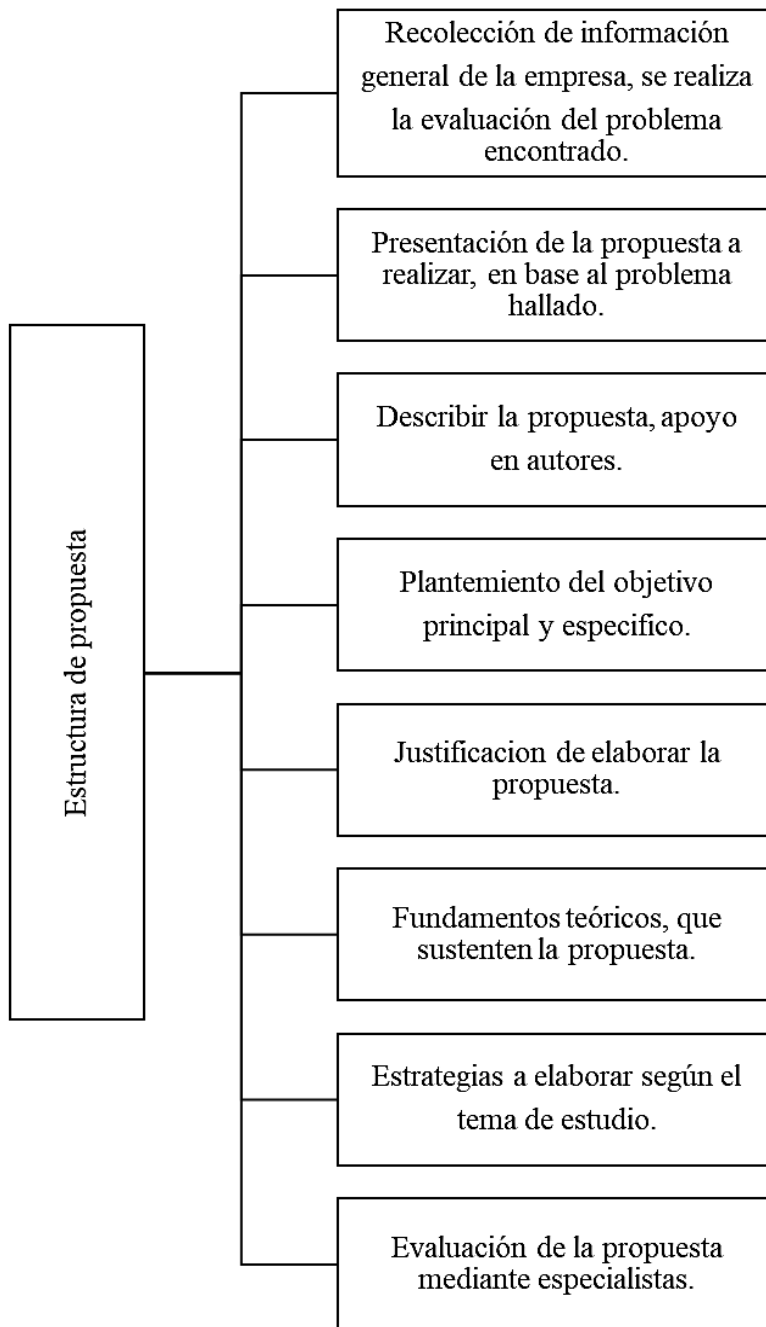 Recolección de información
general de la empresa, se realiza
la evaluación del problema
encontrado.
Presentación de la propuesta a
realizar, en base al problema
hallado.
Describir la propuesta, apoyo
en autores.
Estructura de propuesta
Plantemiento del objetivo
principal y especifico.
Justificacion de elaborar la
propuesta.
Fundamentos teóricos, que
sustenten la propuesta.
Estrategias a elaborar según el
tema de estudio.
Evaluación de la propuesta
mediante especialistas.